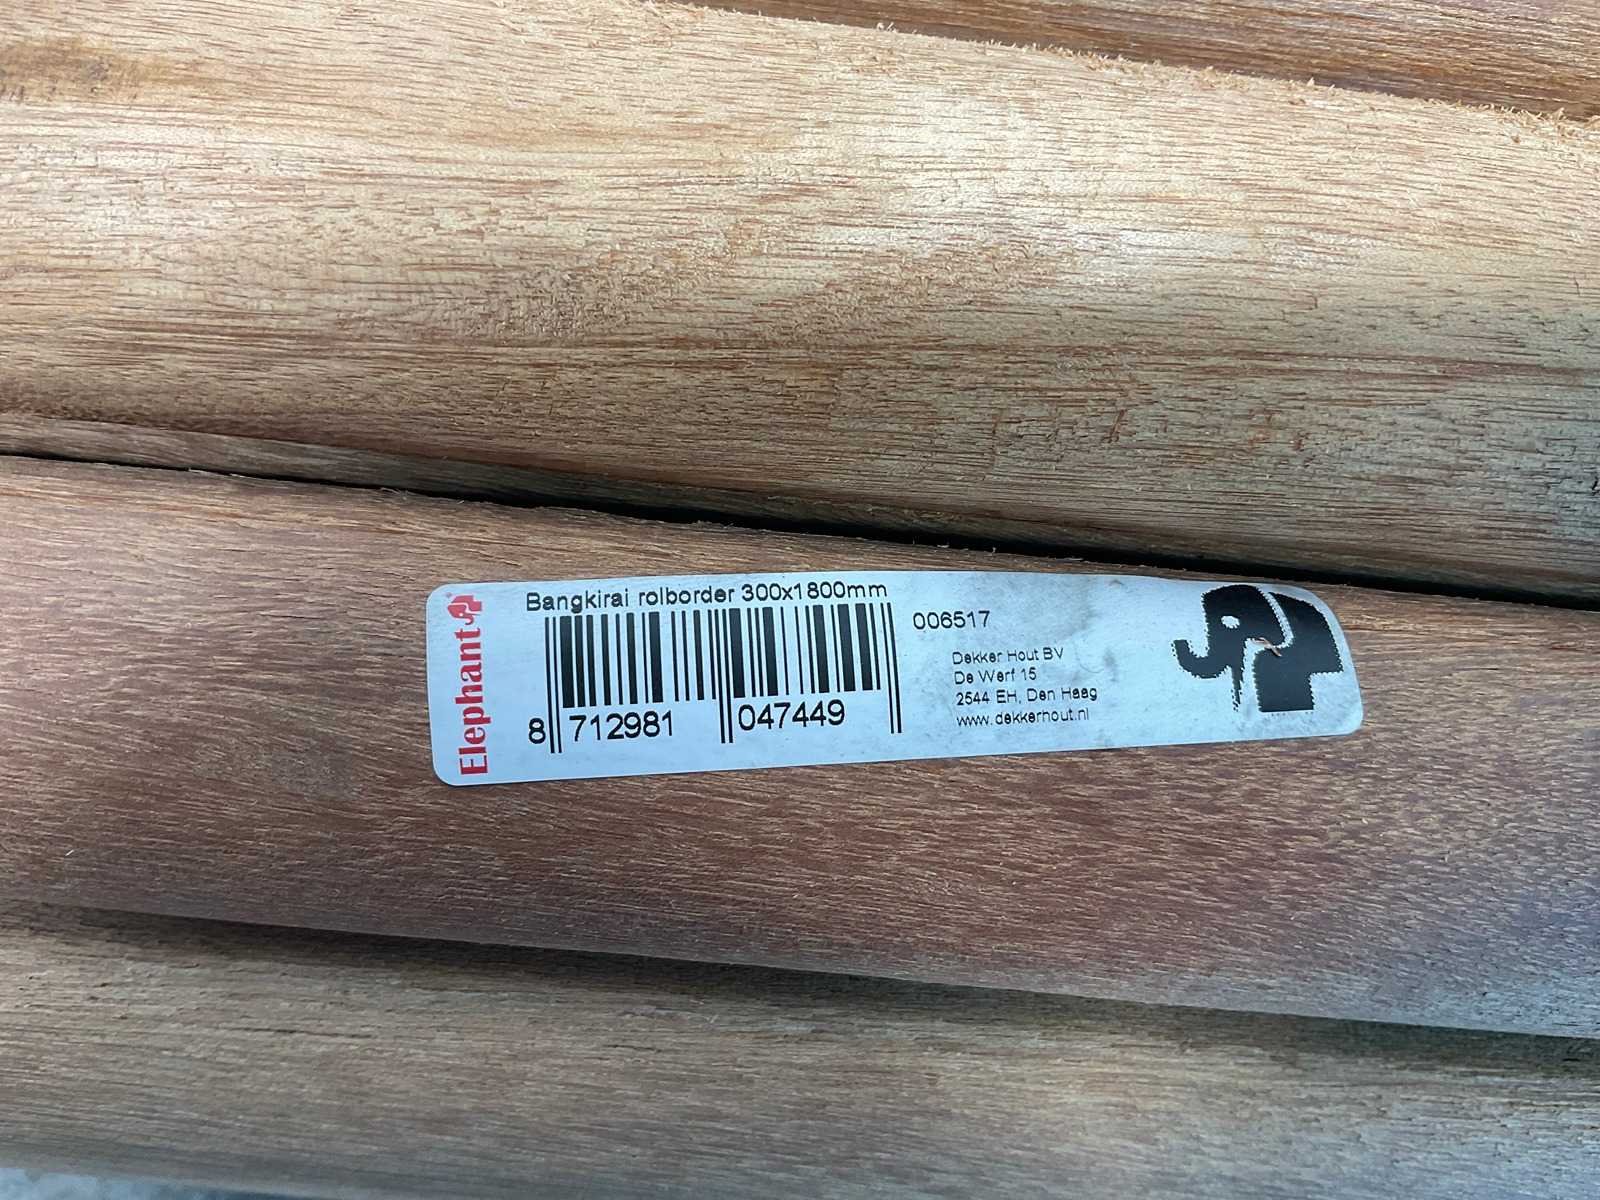 Elephant
Bangkirai rolborder 300x1800mm
8 712981 047449
006517
Dekker Hout BV
De Werf 15
2544 EH, Den Haag
www.dekkerhout.nl